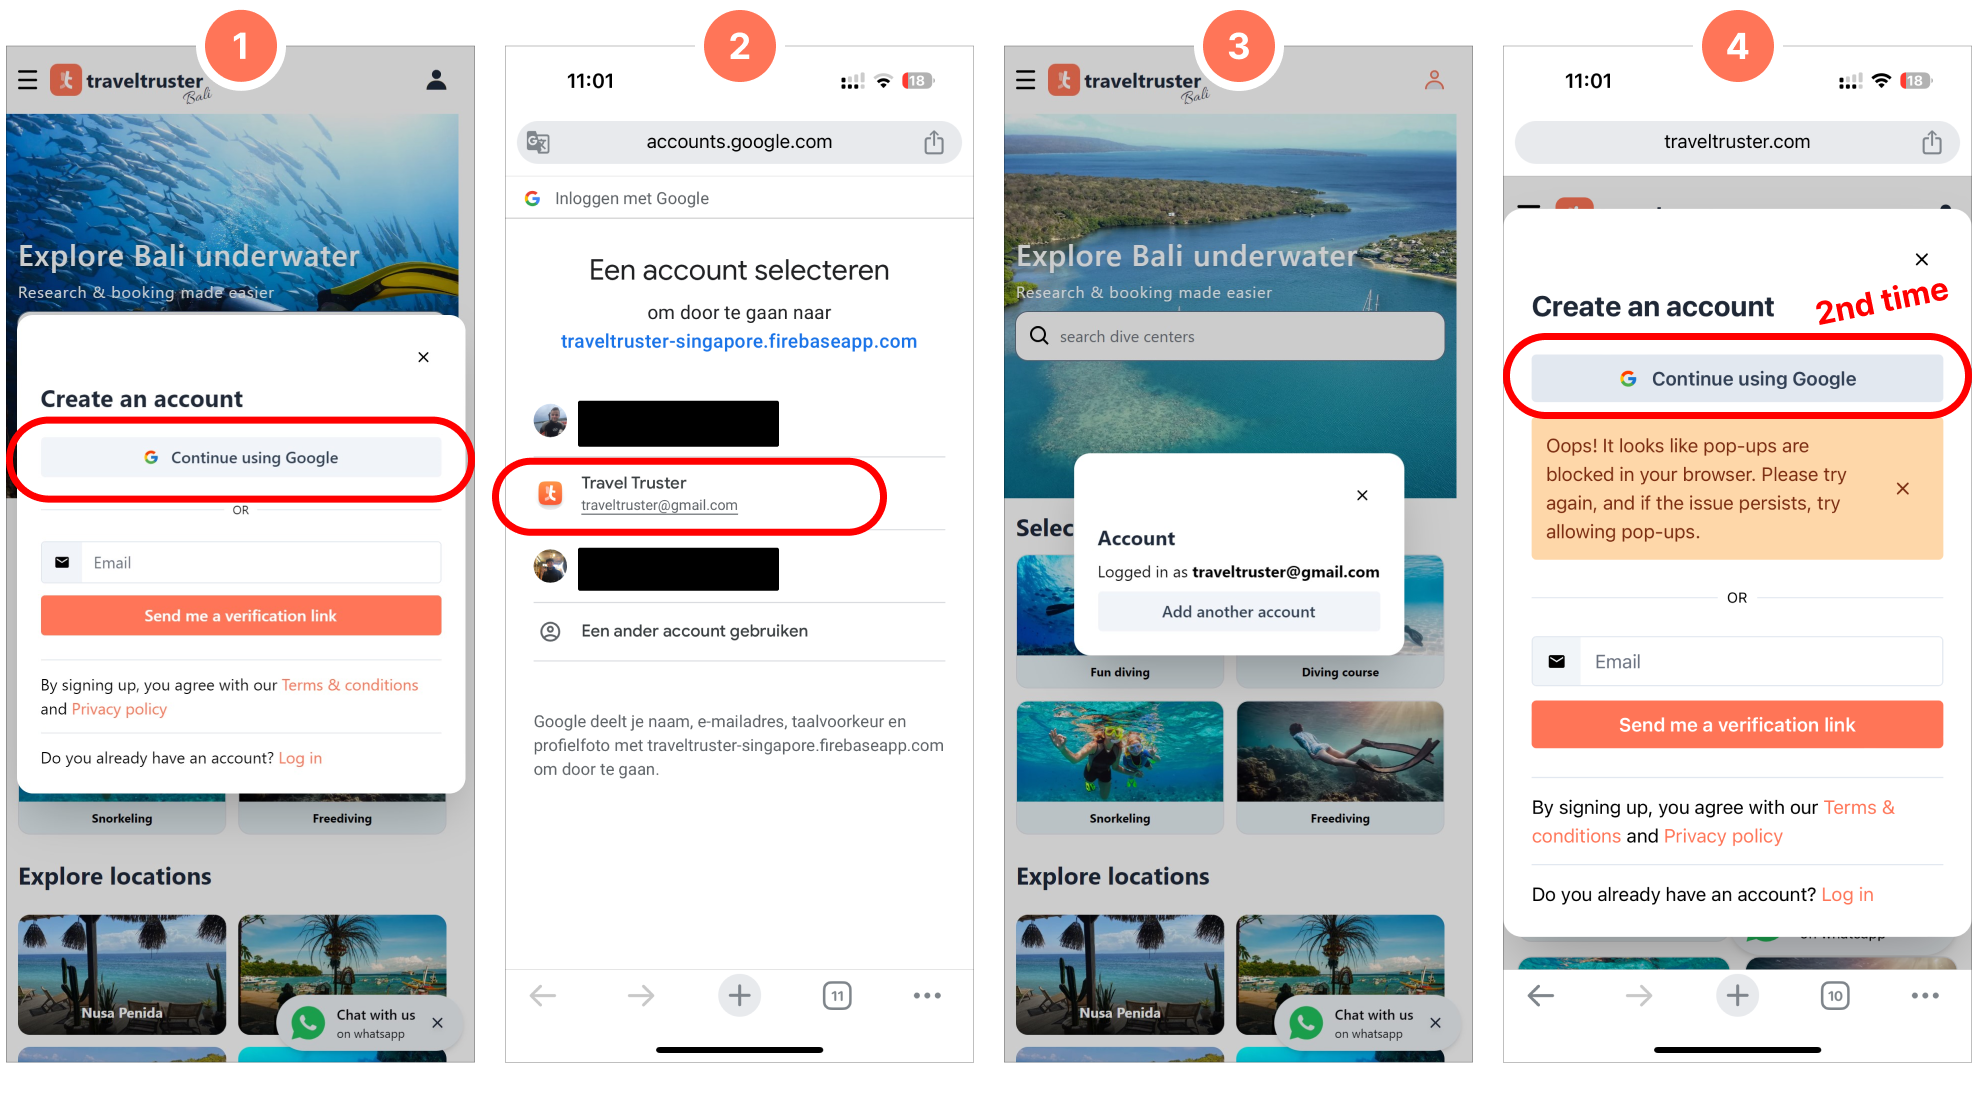 1
traveltruster
Bali
Explore Bali underwater
Research & booking made easier
Create an account
Continue using Google
OR
Email
Send me a verification link
By signing up, you agree with our Terms & conditions
and Privacy policy
Do you already have an account? Log in
Snorkeling
Freediving
Explore locations
Nusa Penida
Chat with us
on whatsapp
2
11:01
18
accounts.google.com
Inloggen met Google
Een account selecteren
om door te gaan naar
traveltruster-singapore.firebaseapp.com
Travel Truster
traveltruster@gmail.com
Een ander account gebruiken
Google deelt je naam, e-mailadres, taalvoorkeur en
profielfoto met traveltruster-singapore.firebaseapp.com
om door te gaan.
11
3
traveltruster
Bali
Explore Bali underwater
Research & booking made easier
search dive centers
Selec
Account
Logged in as traveltruster@gmail.com
Add another account
Fun diving
Diving course
Snorkeling
Freediving
Explore locations
Nusa Penida
Chat with us
on whatsapp
4
11:01
18
traveltruster.com
Create an account
2nd time
Continue using Google
Oops! It looks like pop-ups are
blocked in your browser. Please try
again, and if the issue persists, try
allowing pop-ups.
OR
Email
Send me a verification link
By signing up, you agree with our Terms &
conditions and Privacy policy
Do you already have an account? Log in
on whatsapp
10